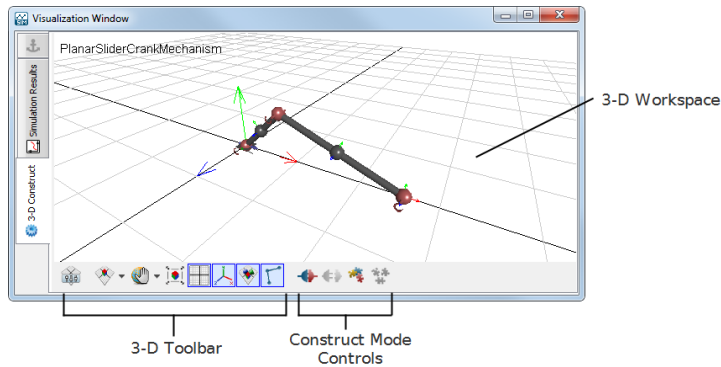 Visualization Window
PlanarSliderCrankMechanism
Simulation Results
3-D Construct
3-D Workspace
3-D Toolbar
Construct Mode
Controls